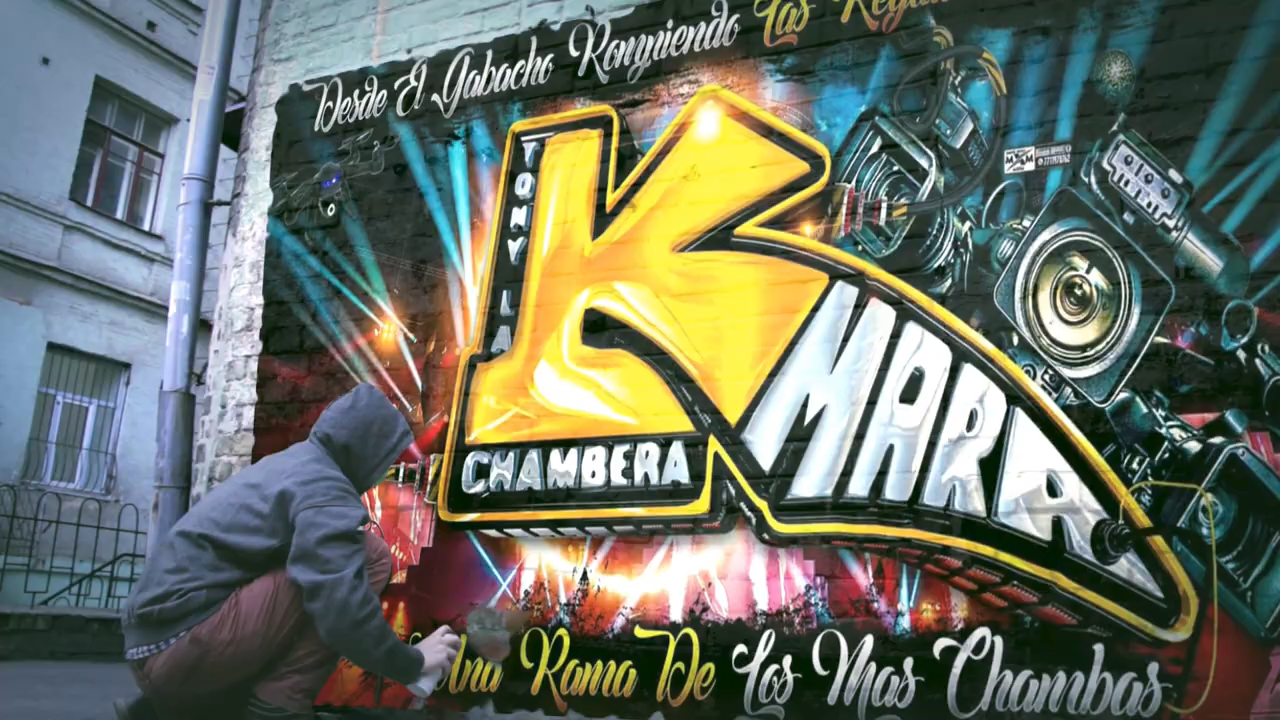 Desde El Gabacho Rompiendo Las
TONY LA
K
MARA
CHAMBERA
Una Rama De Los Mas Chambas